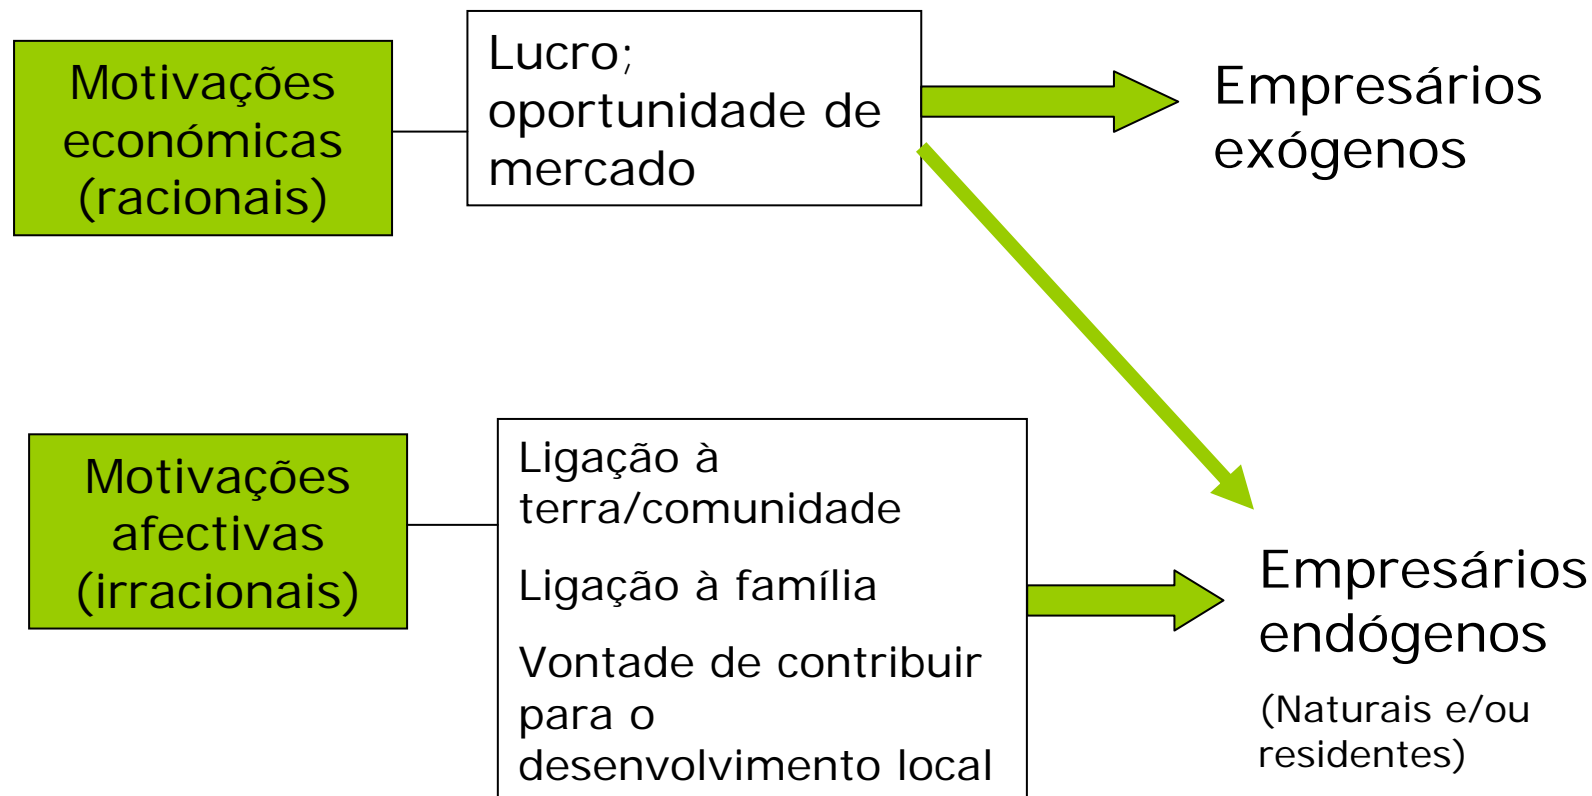 Motivações
económicas
(racionais)
Lucro;
oportunidade de
mercado
Empresários
exógenos
Motivações
afectivas
(irracionais)
Ligação à
terra/comunidade
Ligação à família
Vontade de contribuir
para o
desenvolvimento local
Empresários
endógenos
(Naturais e/ou
residentes)